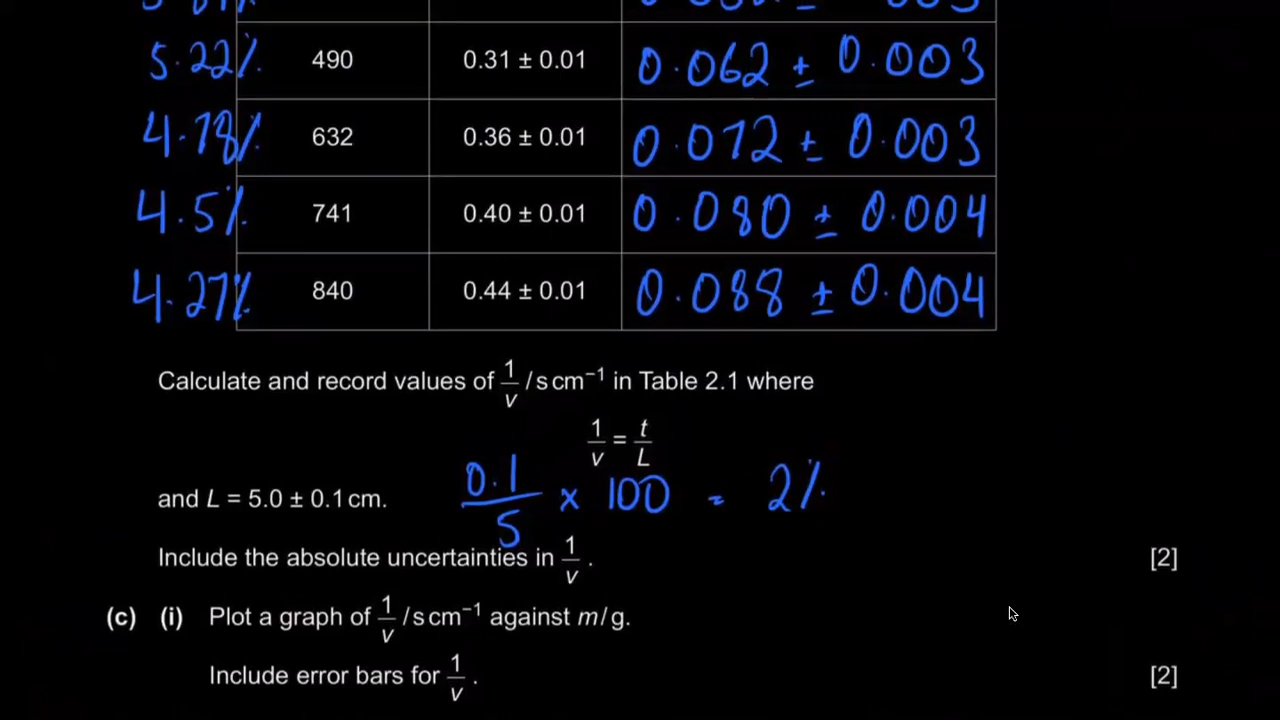 5.22% 490 0.31 ± 0.01 0.062 ± 0.003
4.78% 632 0.36 ± 0.01 0.072 ± 0.003
4.5% 741 0.40 ± 0.01 0.080 ± 0.004
4.27% 840 0.44 ± 0.01 0.088 ± 0.004
Calculate and record values of 1/v /s cm⁻¹ in Table 2.1 where
1/v = t/L
and L = 5.0 ± 0.1 cm. 0.1/5 × 100 = 2%
Include the absolute uncertainties in 1/v. [2]
(c) (i) Plot a graph of 1/v /s cm⁻¹ against m/g.
Include error bars for 1/v. [2]